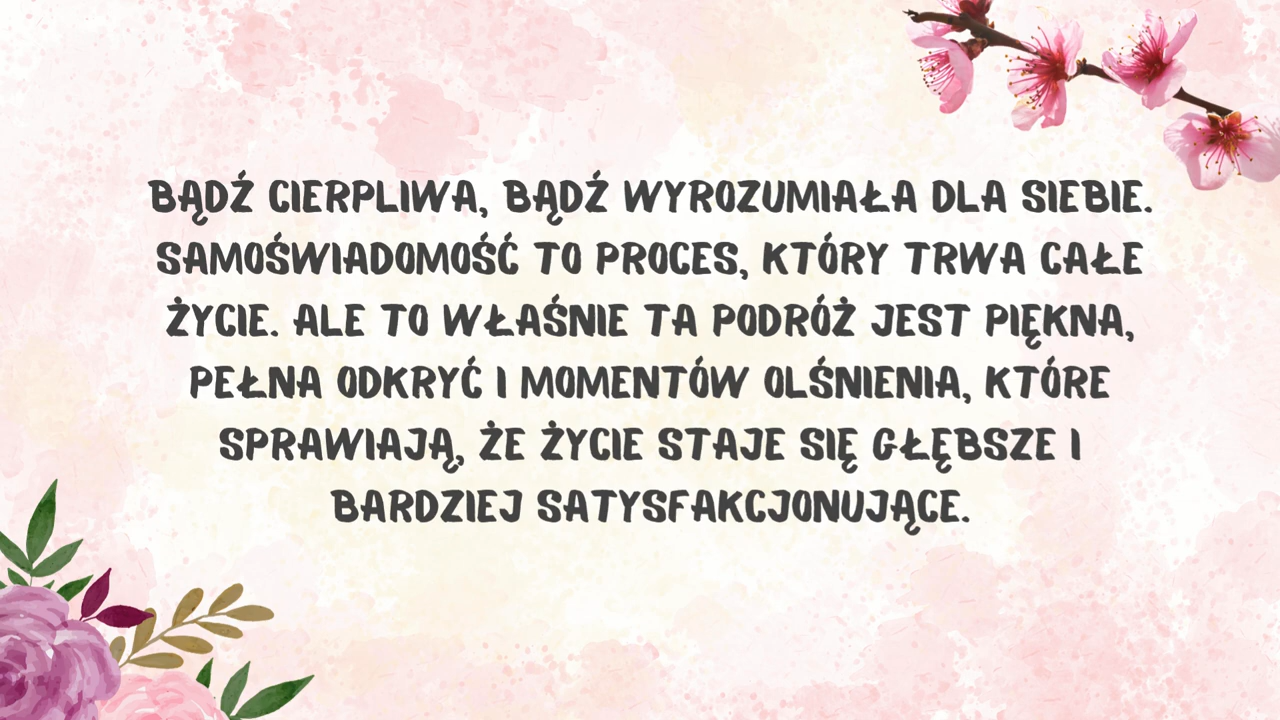 BĄDŹ CIERPLIWA, BĄDŹ WYROZUMIAŁA DLA SIEBIE.
SAMOŚWIADOMOŚĆ TO PROCES, KTÓRY TRWA CAŁE
ŻYCIE. ALE TO WŁAŚNIE TA PODRÓŻ JEST PIĘKNA,
PEŁNA ODKRYĆ I MOMENTÓW OLŚNIENIA, KTÓRE
SPRAWIAJĄ, ŻE ŻYCIE STAJE SIĘ GŁĘBSZE I
BARDZIEJ SATYSFAKCJONUJĄCE.